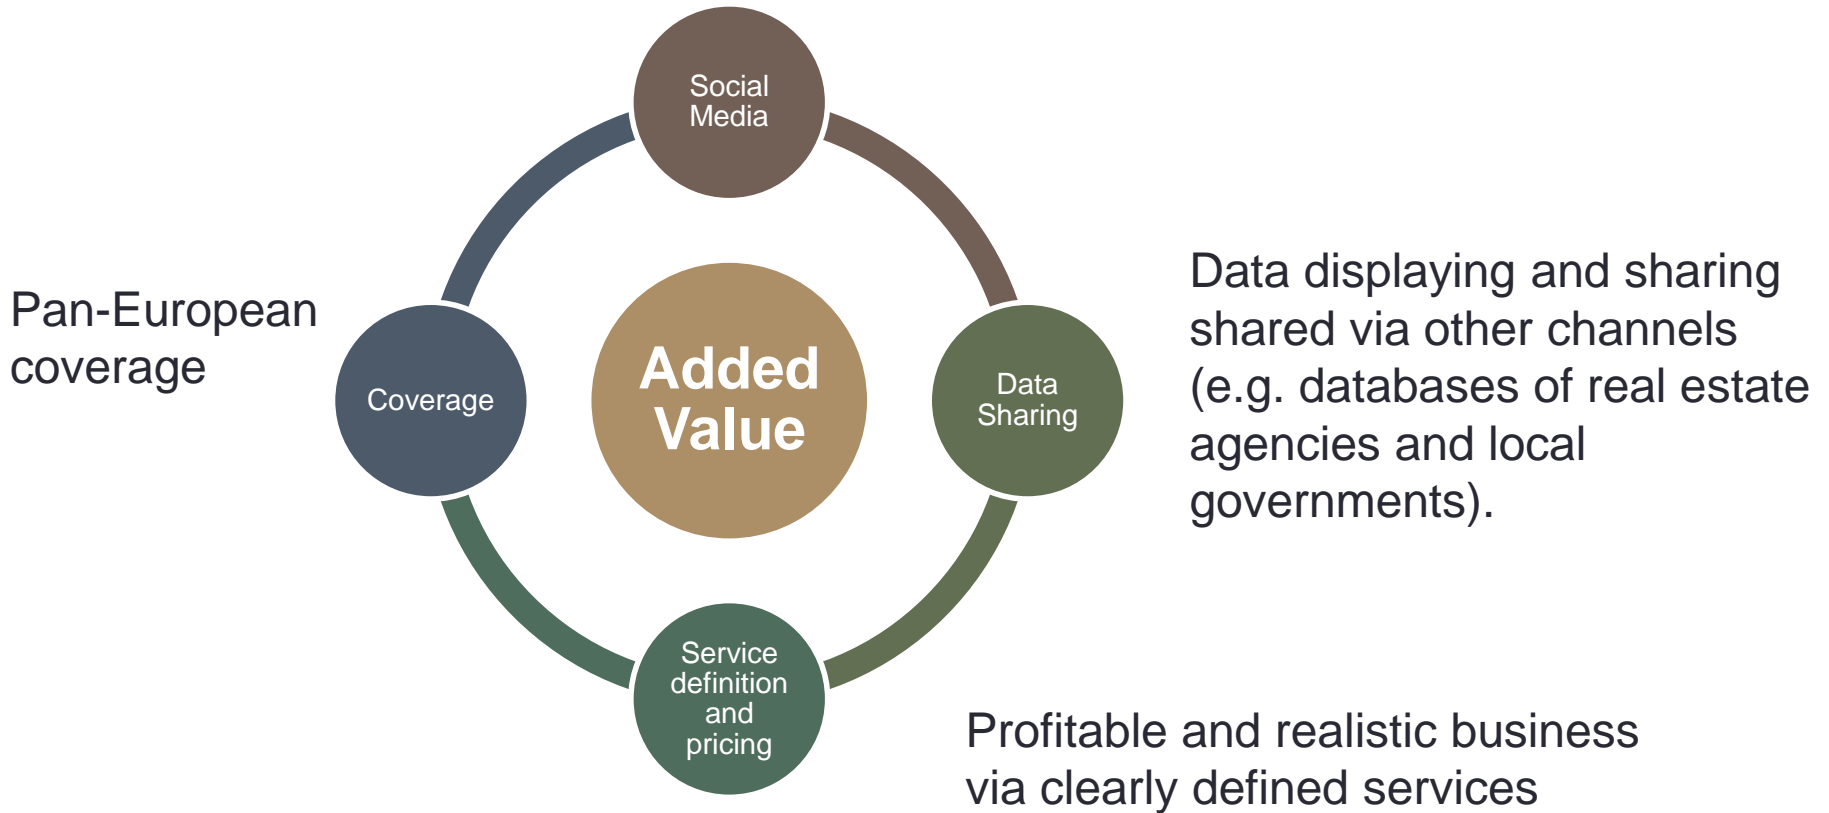 Social
Media
Pan-European
coverage
Coverage
Added
Value
Data
Sharing
Data displaying and sharing
shared via other channels
(e.g. databases of real estate
agencies and local
governments).
Service
definition
and
pricing
Profitable and realistic business
via clearly defined services